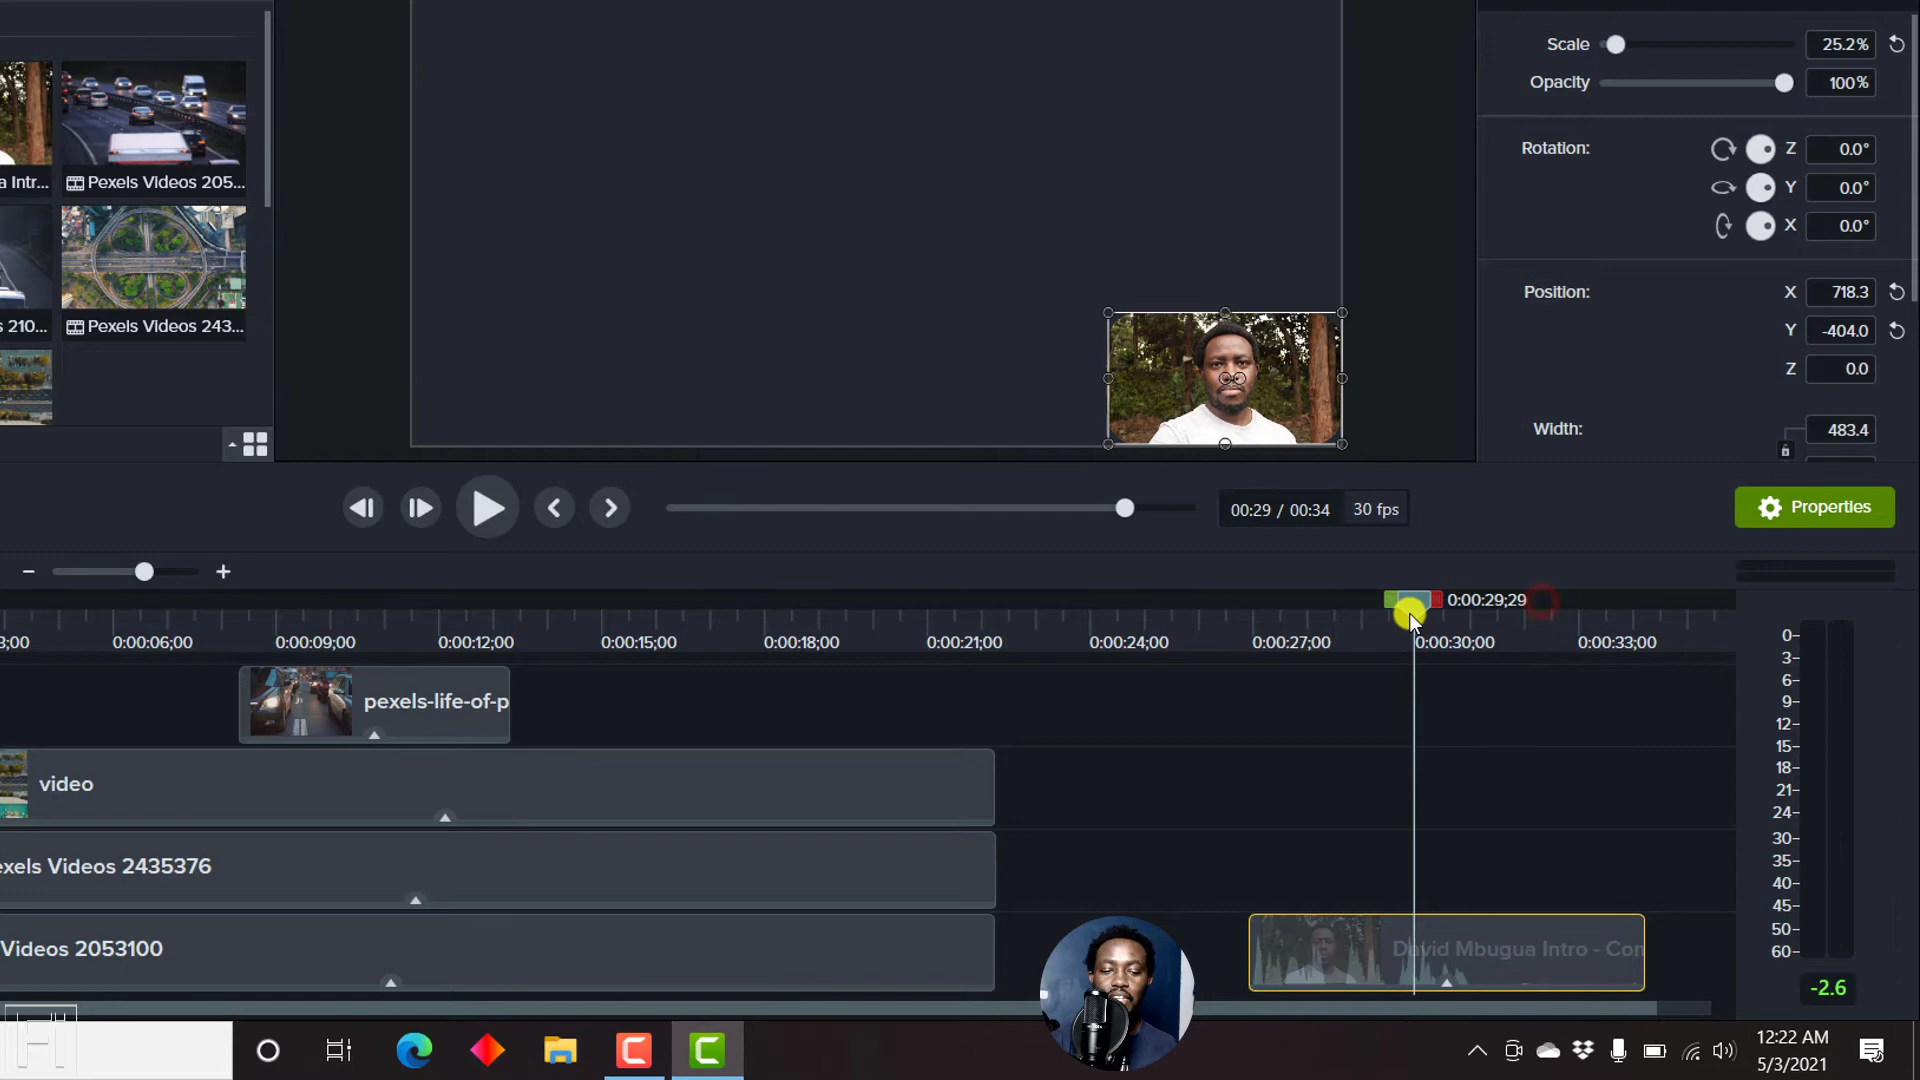 Scale 25.2%
Opacity 100%
Rotation: Z 0.0°
Y 0.0°
X 0.0°
Position: X 718.3
Y -404.0
Z 0.0
Width: 483.4
a Intr...
Pexels Videos 205...
s 210...
Pexels Videos 243...
00:29 / 00:34 30 fps
Properties
0:00:29;29
3;00 0:00:06;00 0:00:09;00 0:00:12;00 0:00:15;00 0:00:18;00 0:00:21;00 0:00:24;00 0:00:27;00 0:00:30;00 0:00:33;00
pexels-life-of-p
video
exels Videos 2435376
Videos 2053100
David Mbugua Intro - Con
0-
3-
6-
9-
12-
15-
18-
21-
24-
30-
35-
40-
45-
50-
60-
-2.6
12:22 AM
5/3/2021